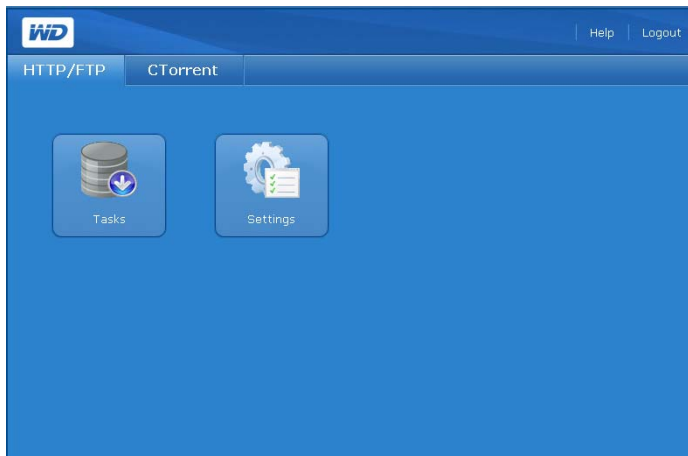 WD
Help
Logout
HTTP/FTP
CTorrent
Tasks
Settings